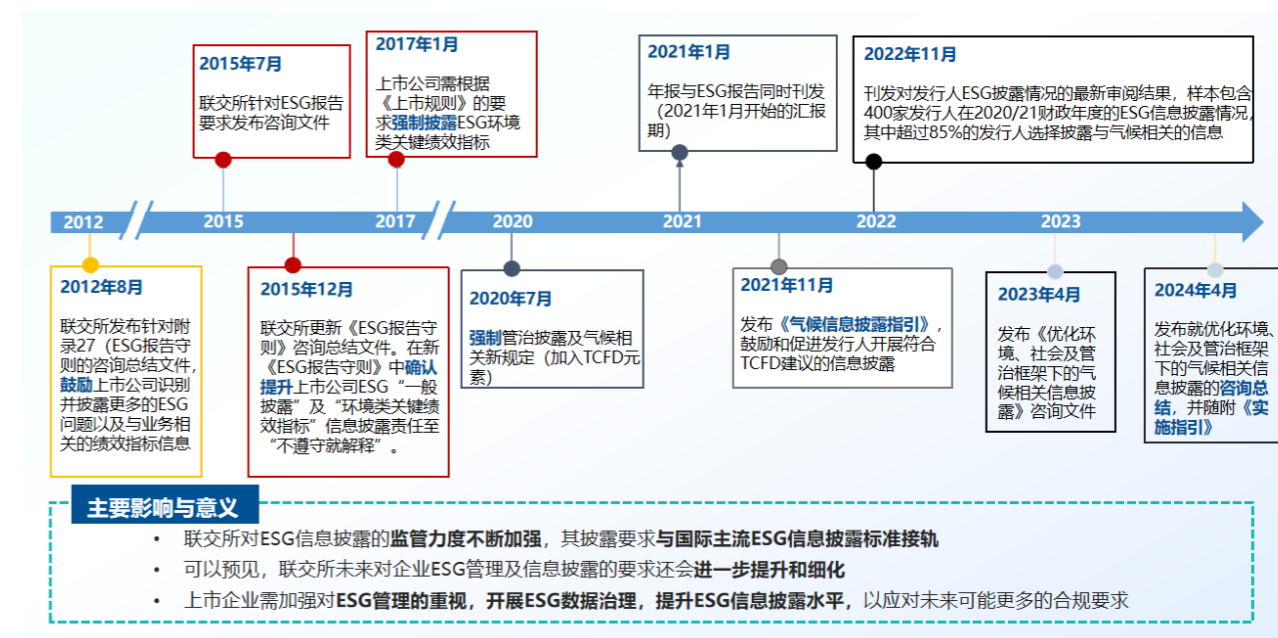 2015年7月
联交所针对ESG报告
要求发布咨询文件
2017年1月
上市公司需根据
《上市规则》的要
求强制披露ESG环境
类关键绩效指标
2021年1月
年报与ESG报告同时刊发
（2021年1月开始的汇报
期）
2022年11月
刊发对发行人ESG披露情况的最新审阅结果，样本包含
400家发行人在2020/21财政年度的ESG信息披露情况，
其中超过85%的发行人选择披露与气候相关的信息
2012
2015
2017
2020
2021
2022
2023
2012年8月
联交所发布针对附
录27（ESG报告守
则的咨询总结文件，
鼓励上市公司识别
并披露更多的ESG
问题以及与业务相
关的绩效指标信息
2015年12月
联交所更新《ESG报告守
则》咨询总结文件。在新
《ESG报告守则》中确认
提升上市公司ESG“一般
披露”及“环境类关键绩
效指标”信息披露责任至
“不遵守就解释”。
2020年7月
强制管治披露及气候相
关新规定（加入TCFD元
素）
2021年11月
发布《气候信息披露指引》，
鼓励和促进发行人开展符合
TCFD建议的信息披露
2023年4月
发布《优化环
境、社会及管
治框架下的气
候相关信息披
露》咨询文件
2024年4月
发布就优化环境、
社会及管治框架
下的气候相关信
息披露的咨询总
结，并随附《实
施指引》
主要影响与意义
• 联交所对ESG信息披露的监管力度不断加强，其披露要求与国际主流ESG信息披露标准接轨
• 可以预见，联交所未来对企业ESG管理及信息披露的要求还会进一步提升和细化
• 上市企业需加强对ESG管理的重视，开展ESG数据治理，提升ESG信息披露水平，以应对未来可能更多的合规要求